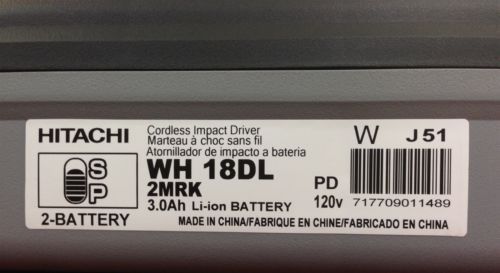 HITACHI
Cordless Impact Driver
Marteau à choc sans fil
Atornillador de impacto a bateria
W J51
S
P
WH 18DL
2MRK
PD
2-BATTERY
3.0Ah Li-ion BATTERY
120v
717709011489
MADE IN CHINA/FABRIQUE EN CHINE/FABRICADO EN CHINA